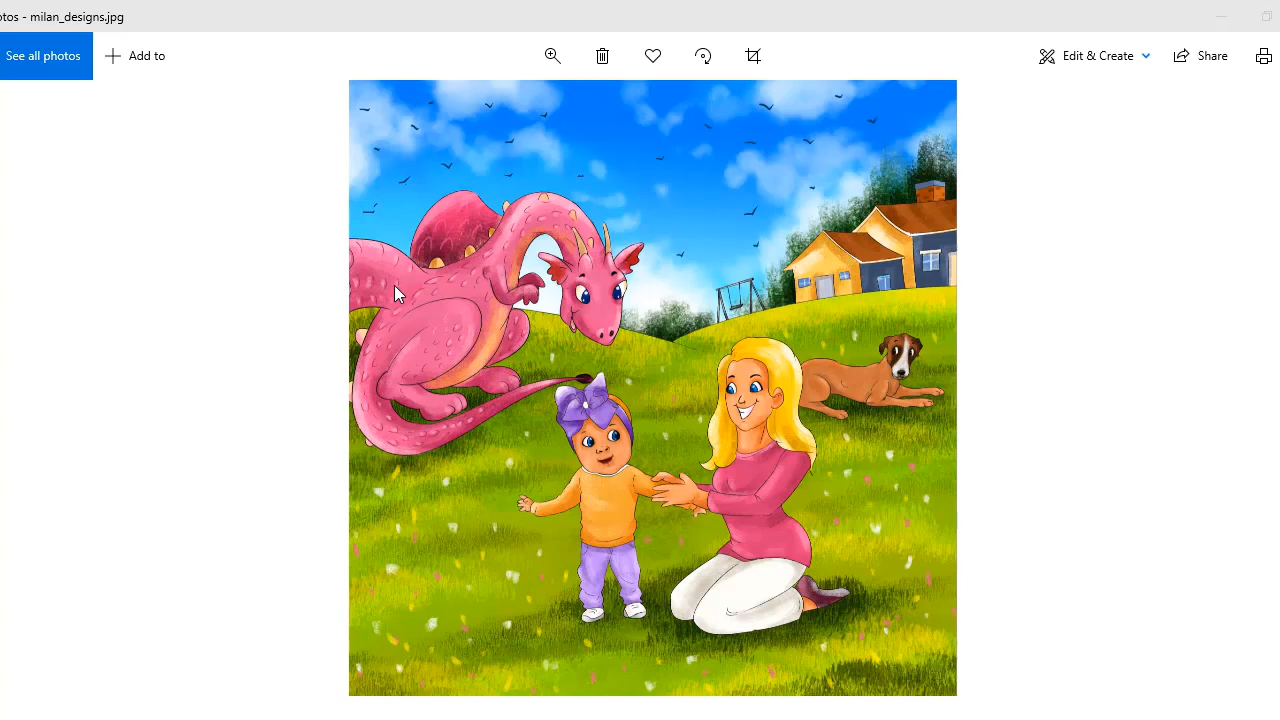 otos - milan_designs.jpg
See all photos
Add to
Edit & Create
Share